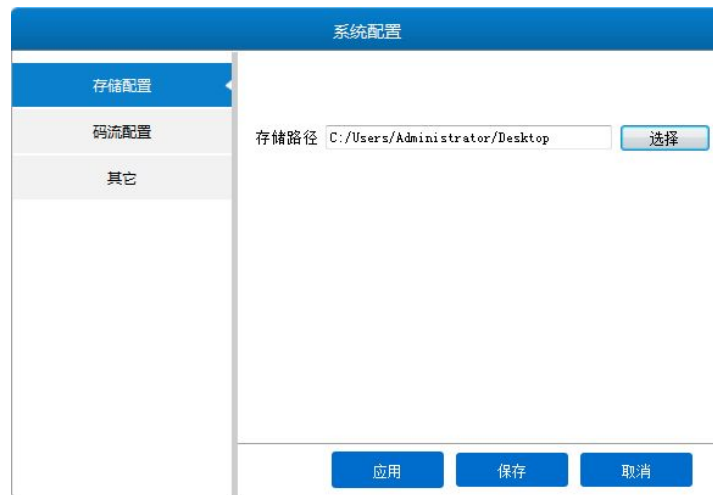 系统配置
存储配置
码流配置
其它
存储路径 C:/Users/Administrator/Desktop 选择
应用 保存 取消